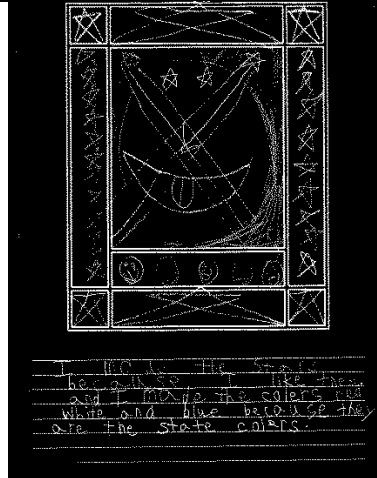 I made the stars
because I like them
and I made the colers red
white and blue because they
are the state colers.